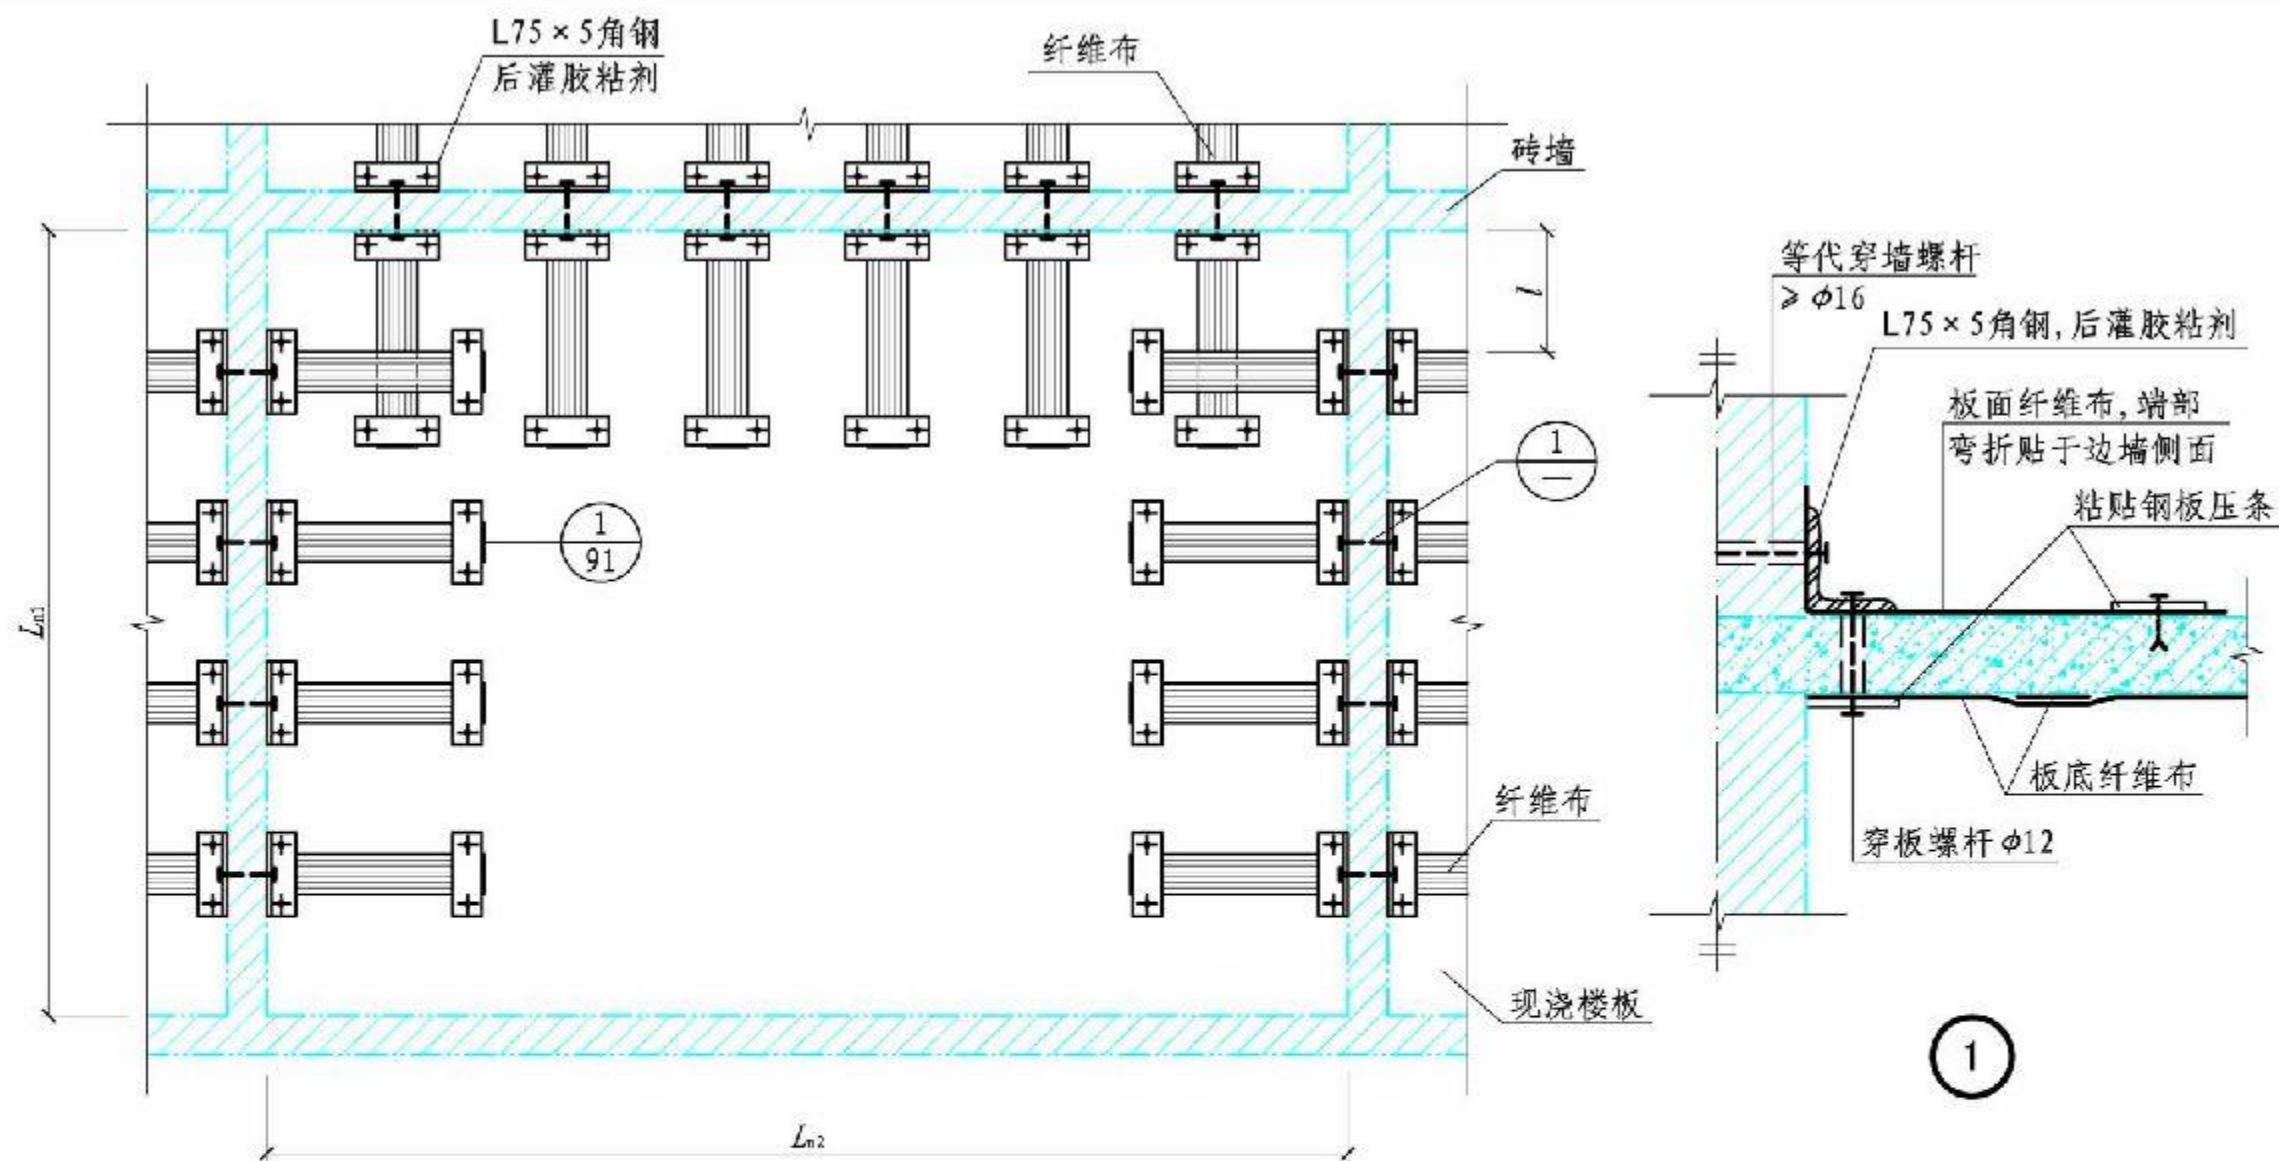 L75×5角钢
后灌胶粘剂
纤维布
砖墙
l
等代穿墙螺杆
≥ϕ16
L75×5角钢,后灌胶粘剂
板面纤维布,端部
弯折贴于边墙侧面
粘贴钢板压条
1
—
1
91
Ln1
纤维布
板底纤维布
穿板螺杆ϕ12
现浇楼板
1
Ln2